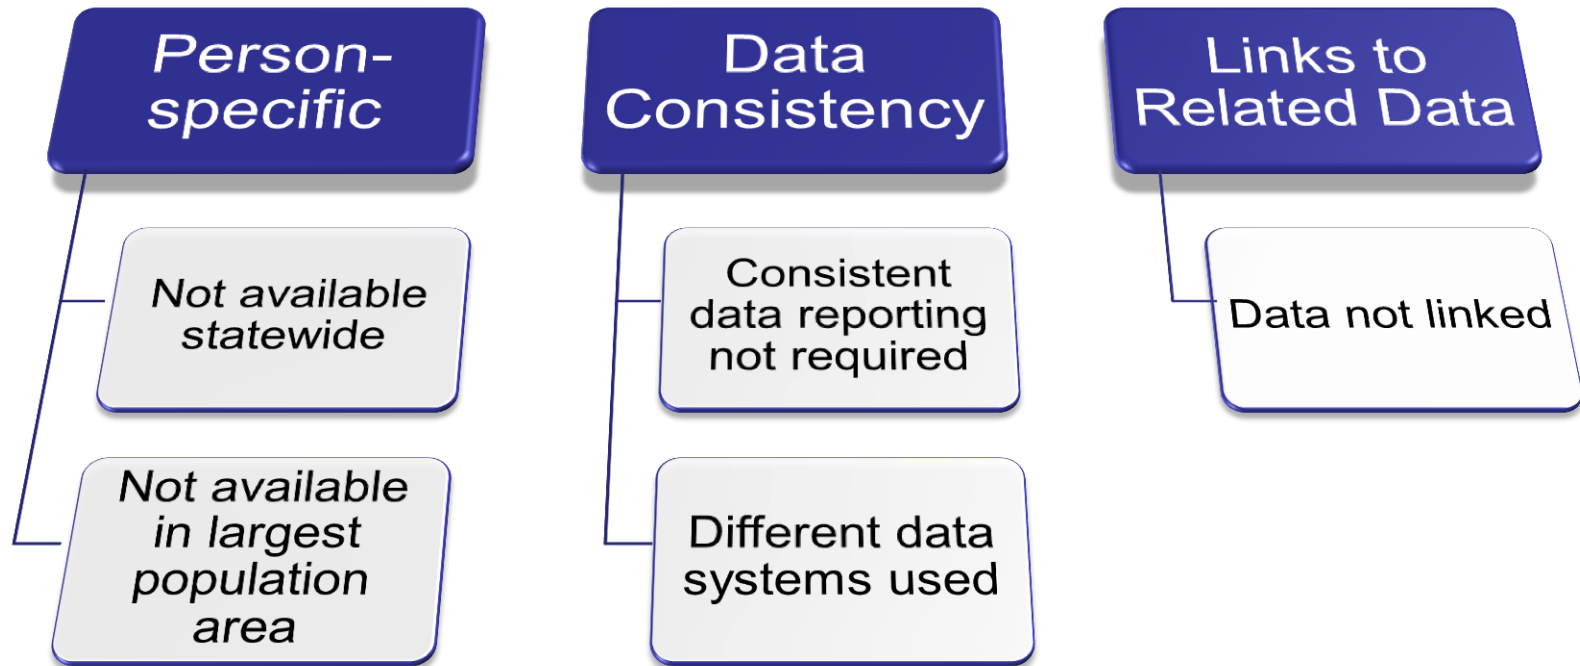 Person-
specific
Not available
statewide
Not available
in largest
population
area
Data
Consistency
Consistent
data reporting
not required
Different data
systems used
Links to
Related Data
Data not linked